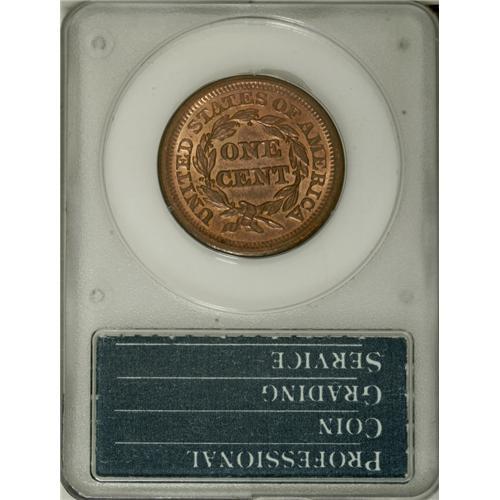 UNITED STATES OF AMERICA
ONE
CENT
PROFESSIONAL
COIN
GRADING
SERVICE